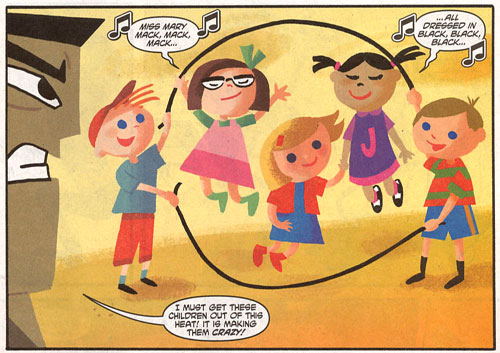 MISS MARY
MACK, MACK,
MACK...
...ALL
DRESSED IN
BLACK, BLACK,
BLACK...
J
I MUST GET THESE
CHILDREN OUT OF THIS
HEAT! IT IS MAKING
THEM CRAZY!